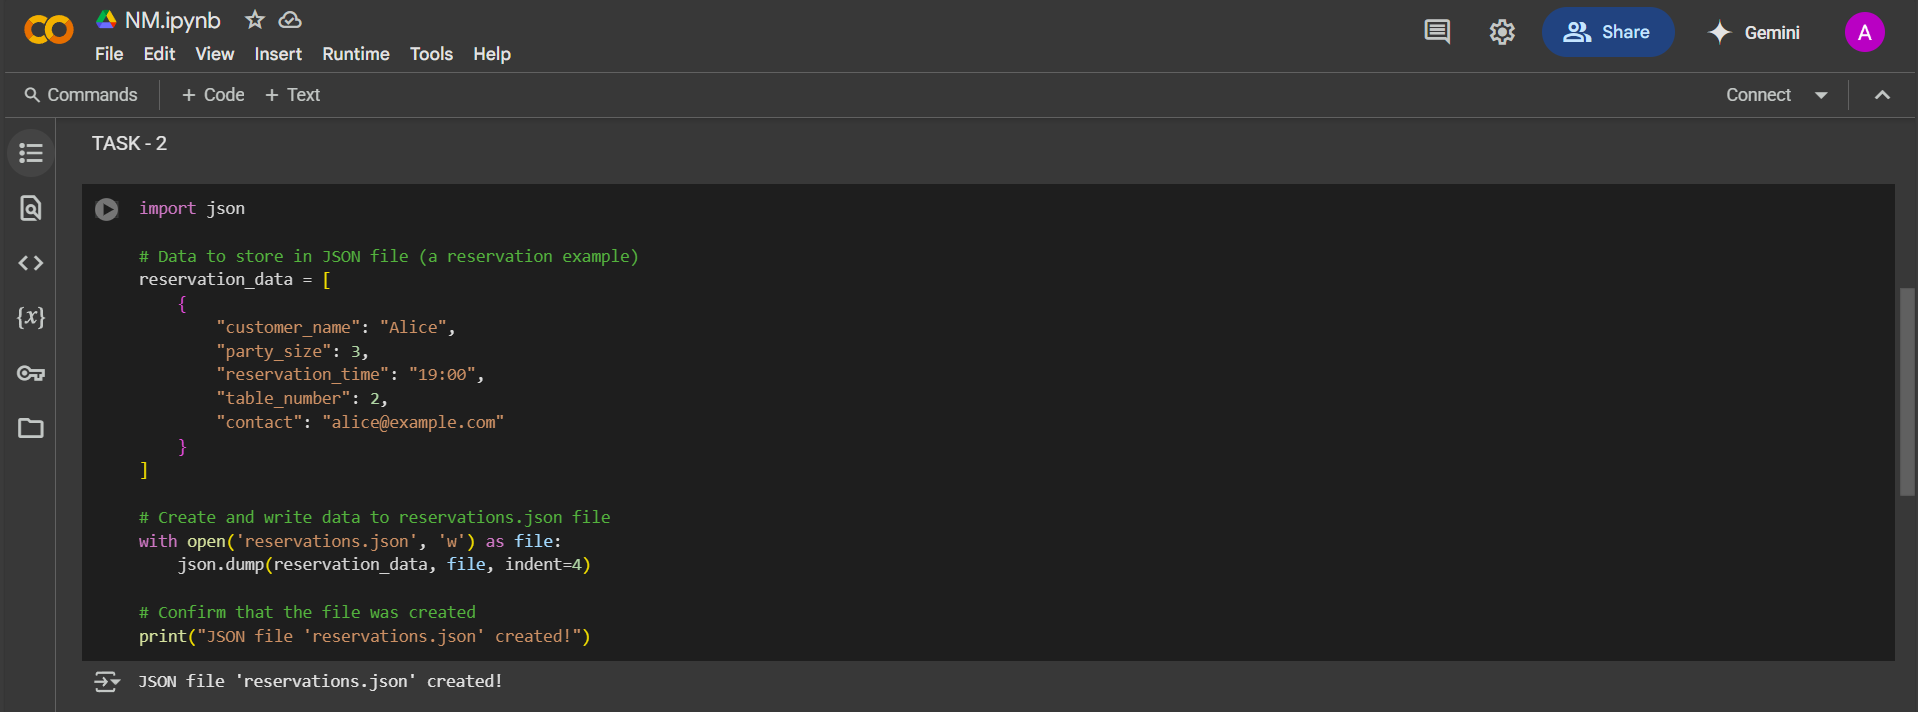 NM.ipynb
File Edit View Insert Runtime Tools Help
Share
Gemini
A
Commands
+ Code + Text
Connect
TASK - 2
import json
# Data to store in JSON file (a reservation example)
reservation_data = [
    {
        "customer_name": "Alice",
        "party_size": 3,
        "reservation_time": "19:00",
        "table_number": 2,
        "contact": "alice@example.com"
    }
]
# Create and write data to reservations.json file
with open('reservations.json', 'w') as file:
    json.dump(reservation_data, file, indent=4)
# Confirm that the file was created
print("JSON file 'reservations.json' created!")
JSON file 'reservations.json' created!